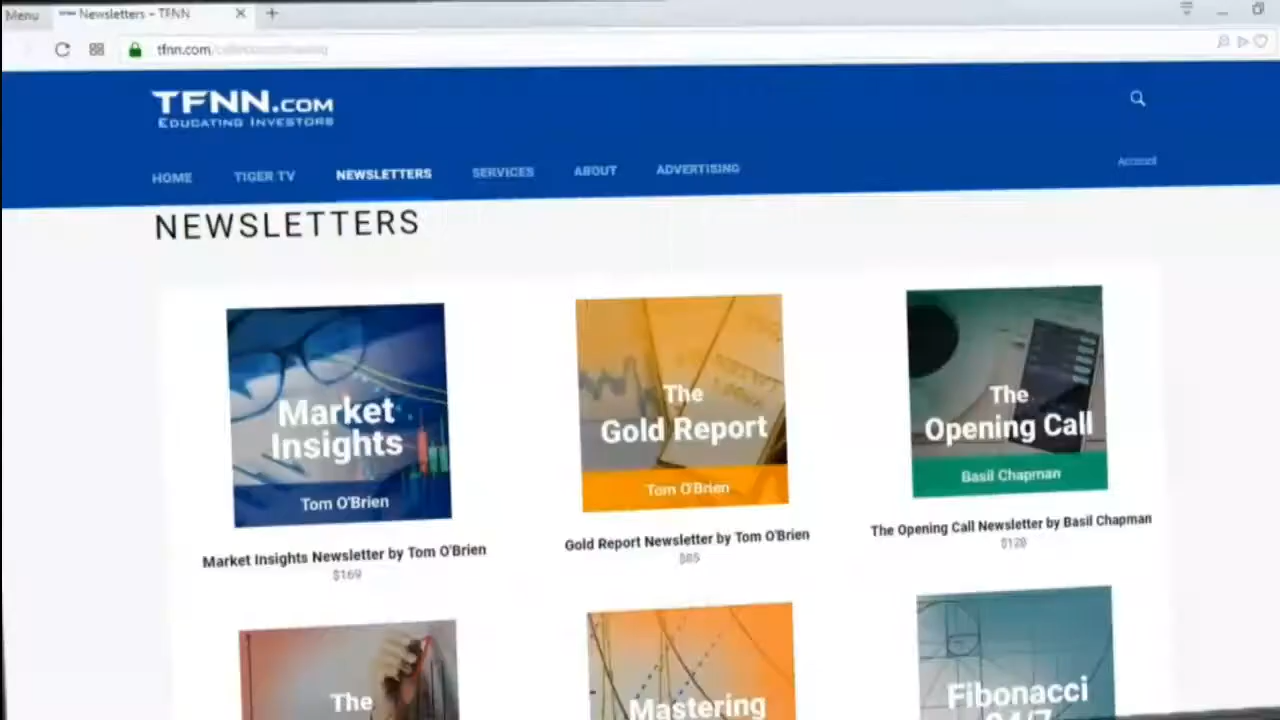 Menu
Newsletters - TFNN
tfnn.com
TFNN.COM
EDUCATING INVESTORS
HOME
TIGER TV
NEWSLETTERS
SERVICES
ABOUT
ADVERTISING
Account
NEWSLETTERS
Market
Insights
Tom O'Brien
Market Insights Newsletter by Tom O'Brien
$169
The
Gold Report
Tom O'Brien
Gold Report Newsletter by Tom O'Brien
$85
The
Opening Call
Basil Chapman
The Opening Call Newsletter by Basil Chapman
$128
The
Mastering
Fibonacci
24/7